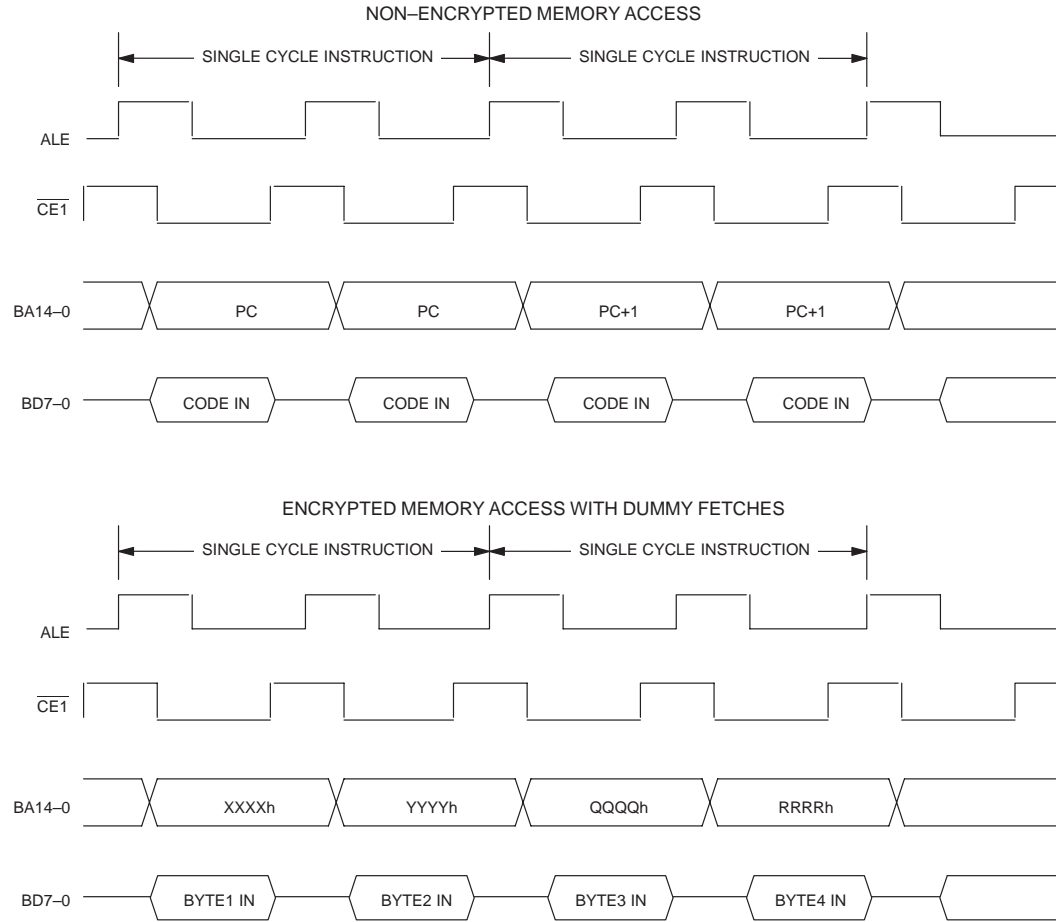 NON–ENCRYPTED MEMORY ACCESS
SINGLE CYCLE INSTRUCTION SINGLE CYCLE INSTRUCTION
ALE
CE1
BA14–0 PC PC PC+1 PC+1
BD7–0 CODE IN CODE IN CODE IN CODE IN
ENCRYPTED MEMORY ACCESS WITH DUMMY FETCHES
SINGLE CYCLE INSTRUCTION SINGLE CYCLE INSTRUCTION
ALE
CE1
BA14–0 XXXXh YYYYh QQQQh RRRRh
BD7–0 BYTE1 IN BYTE2 IN BYTE3 IN BYTE4 IN